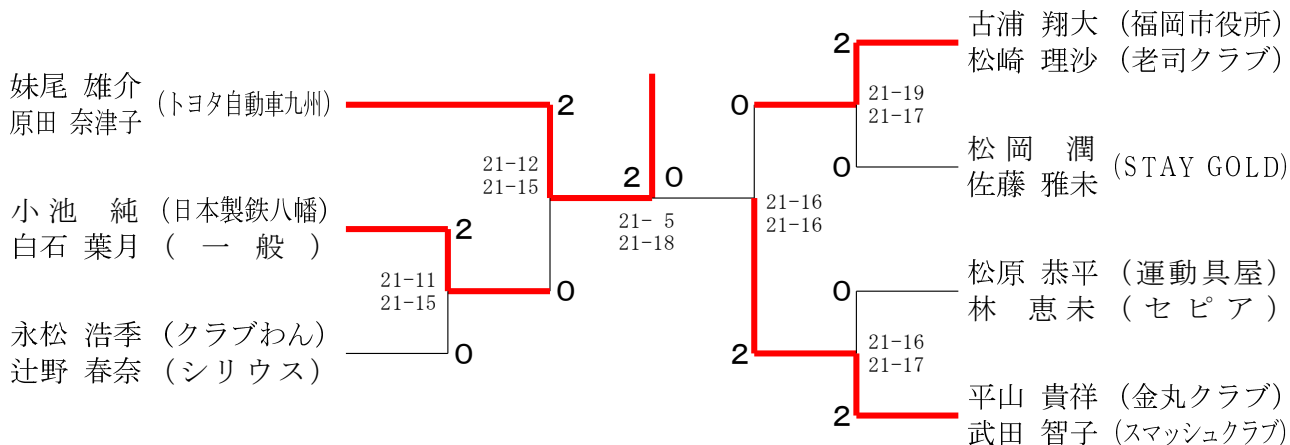 妹尾 雄介
原田 奈津子
(トヨタ自動車九州)
小池 純 (日本製鉄八幡)
白石 葉月 (一般)
永松 浩季 (クラブわん)
辻野 春奈 (シリウス)
2
21-12
21-15
2
21-11
21-15
0
0
2 0
21- 5
21-18
0
21-16
21-16
2
2
21-19
21-17
0
0
21-16
21-17
2
古浦 翔大 (福岡市役所)
松崎 理沙 (老司クラブ)
松岡 潤
佐藤 雅未
(STAY GOLD)
松原 恭平 (運動具屋)
林 恵未 (セピア)
平山 貴祥 (金丸クラブ)
武田 智子 (スマッシュクラブ)